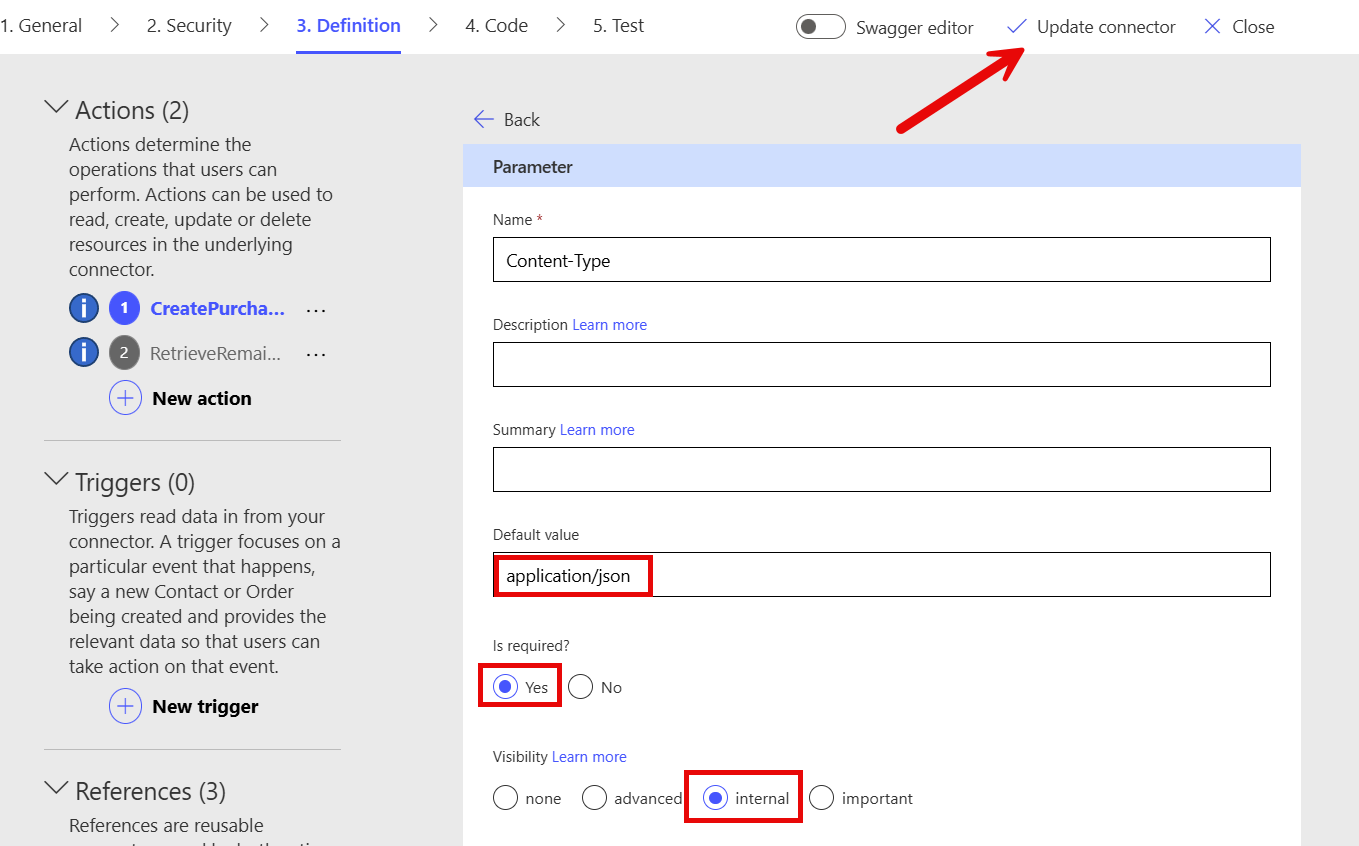 1. General
2. Security
3. Definition
4. Code
5. Test
Swagger editor
Update connector
Close
Actions (2)
Actions determine the
operations that users can
perform. Actions can be used to
read, create, update or delete
resources in the underlying
connector.
i 1 CreatePurcha... ...
i 2 RetrieveRemai... ...
New action
Triggers (0)
Triggers read data in from your
connector. A trigger focuses on a
particular event that happens,
say a new Contact or Order
being created and provides the
relevant data so that users can
take action on that event.
New trigger
References (3)
References are reusable
Back
Parameter
Name *
Content-Type
Description Learn more
Summary Learn more
Default value
application/json
Is required?
Yes No
Visibility Learn more
none advanced internal important